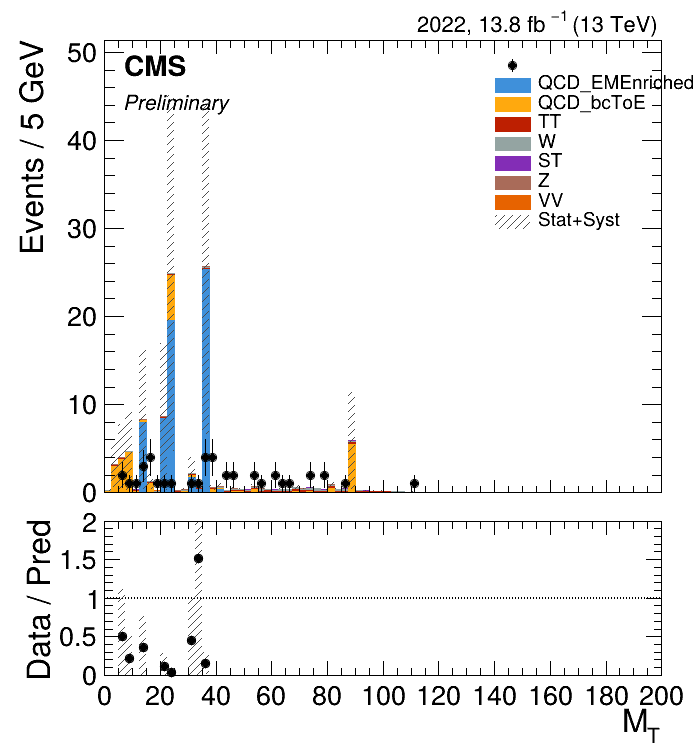 2022, 13.8 fb⁻¹ (13 TeV)
CMS
Preliminary
Events / 5 GeV
50
40
30
20
10
0
QCD_EMEnriched
QCD_bcToE
TT
W
ST
Z
VV
Stat+Syst
Data / Pred
2
1.5
1
0.5
0
0 20 40 60 80 100 120 140 160 180 200
M_T